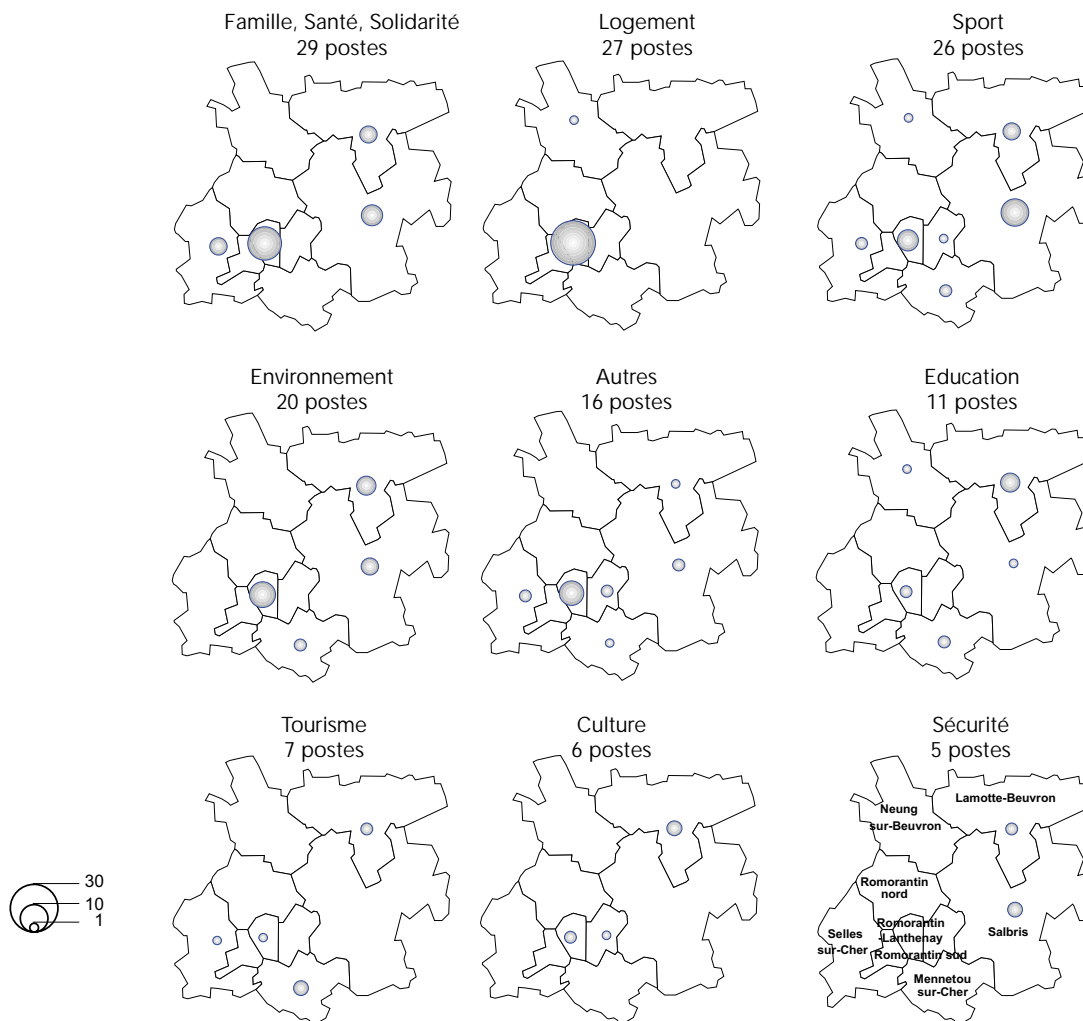 Famille, Santé, Solidarité
29 postes
Logement
27 postes
Sport
26 postes
Environnement
20 postes
Autres
16 postes
Education
11 postes
Tourisme
7 postes
Culture
6 postes
Sécurité
5 postes
Lamotte-Beuvron
Neung
sur-Beuvron
Romorantin
nord
Romorantin
-Lanthenay
Selles
sur-Cher
Salbris
Romorantin sud
Mennetou
sur-Cher
30
10
1